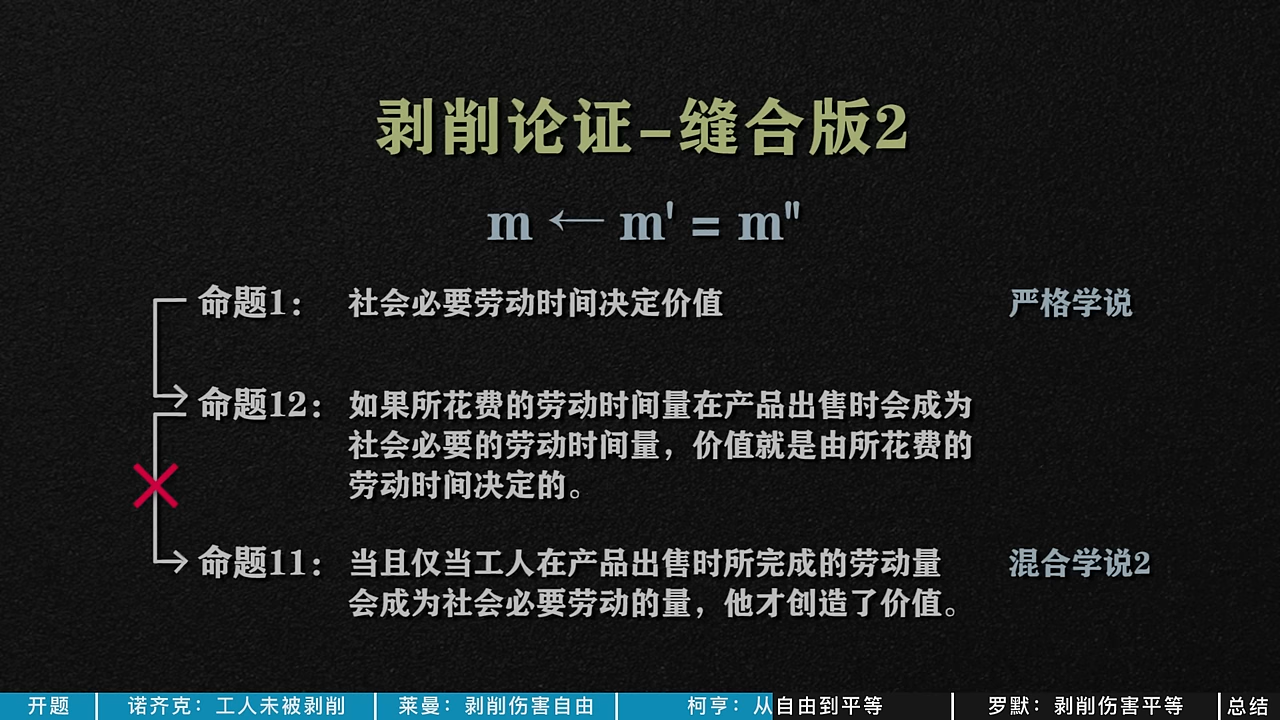 剥削论证-缝合版2
m ← m' = m"
命题1： 社会必要劳动时间决定价值 严格学说
命题12： 如果所花费的劳动时间量在产品出售时会成为
社会必要的劳动时间量，价值就是由所花费的
劳动时间决定的。
命题11： 当且仅当工人在产品出售时所完成的劳动量 混合学说2
会成为社会必要劳动的量，他才创造了价值。
开题 诺齐克：工人未被剥削 莱曼：剥削伤害自由 柯亨：从自由到平等 罗默：剥削伤害平等 总结